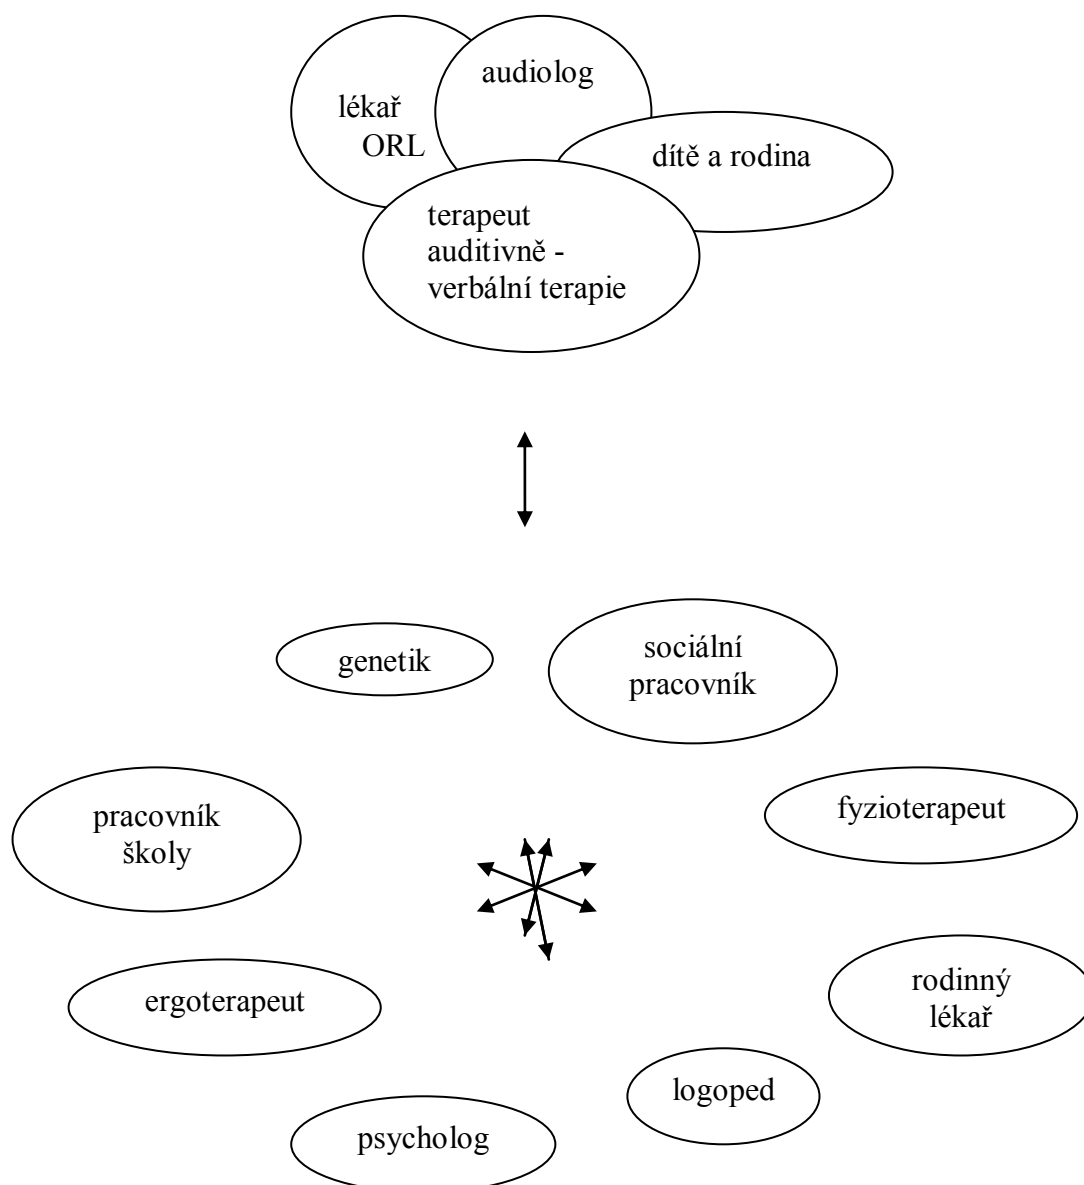 audiolog
lékař
ORL
dítě a rodina
terapeut
auditivně -
verbální terapie
genetik
sociální
pracovník
pracovník
školy
fyzioterapeut
ergoterapeut
rodinný
lékař
logoped
psycholog